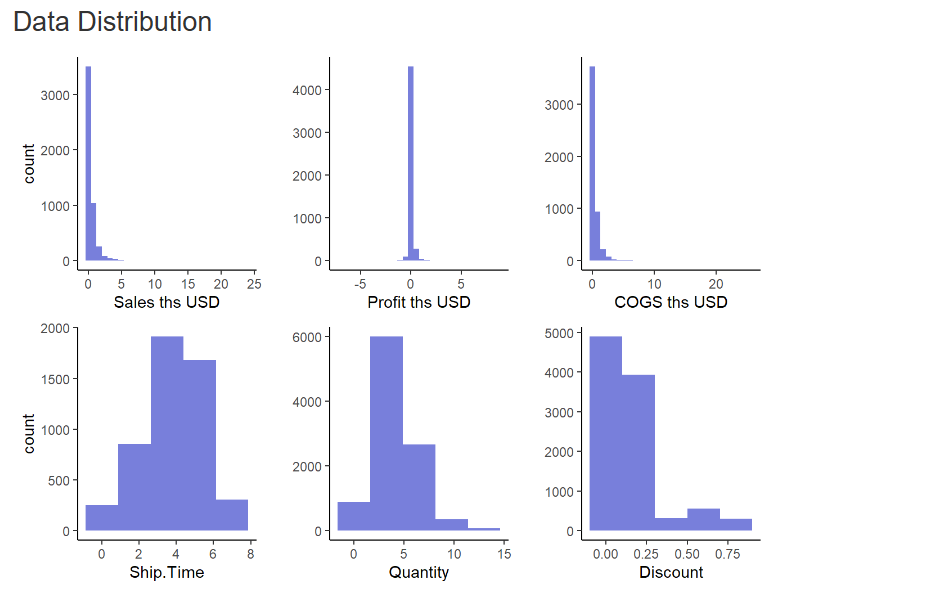 Data Distribution
count
3000
2000
1000
0
0 5 10 15 20 25
Sales ths USD
4000
3000
2000
1000
0
-5 0 5
Profit ths USD
3000
2000
1000
0
0 10 20
COGS ths USD
count
2000
1500
1000
500
0
0 2 4 6 8
Ship.Time
6000
4000
2000
0
0 5 10 15
Quantity
5000
4000
3000
2000
1000
0
0.00 0.25 0.50 0.75
Discount